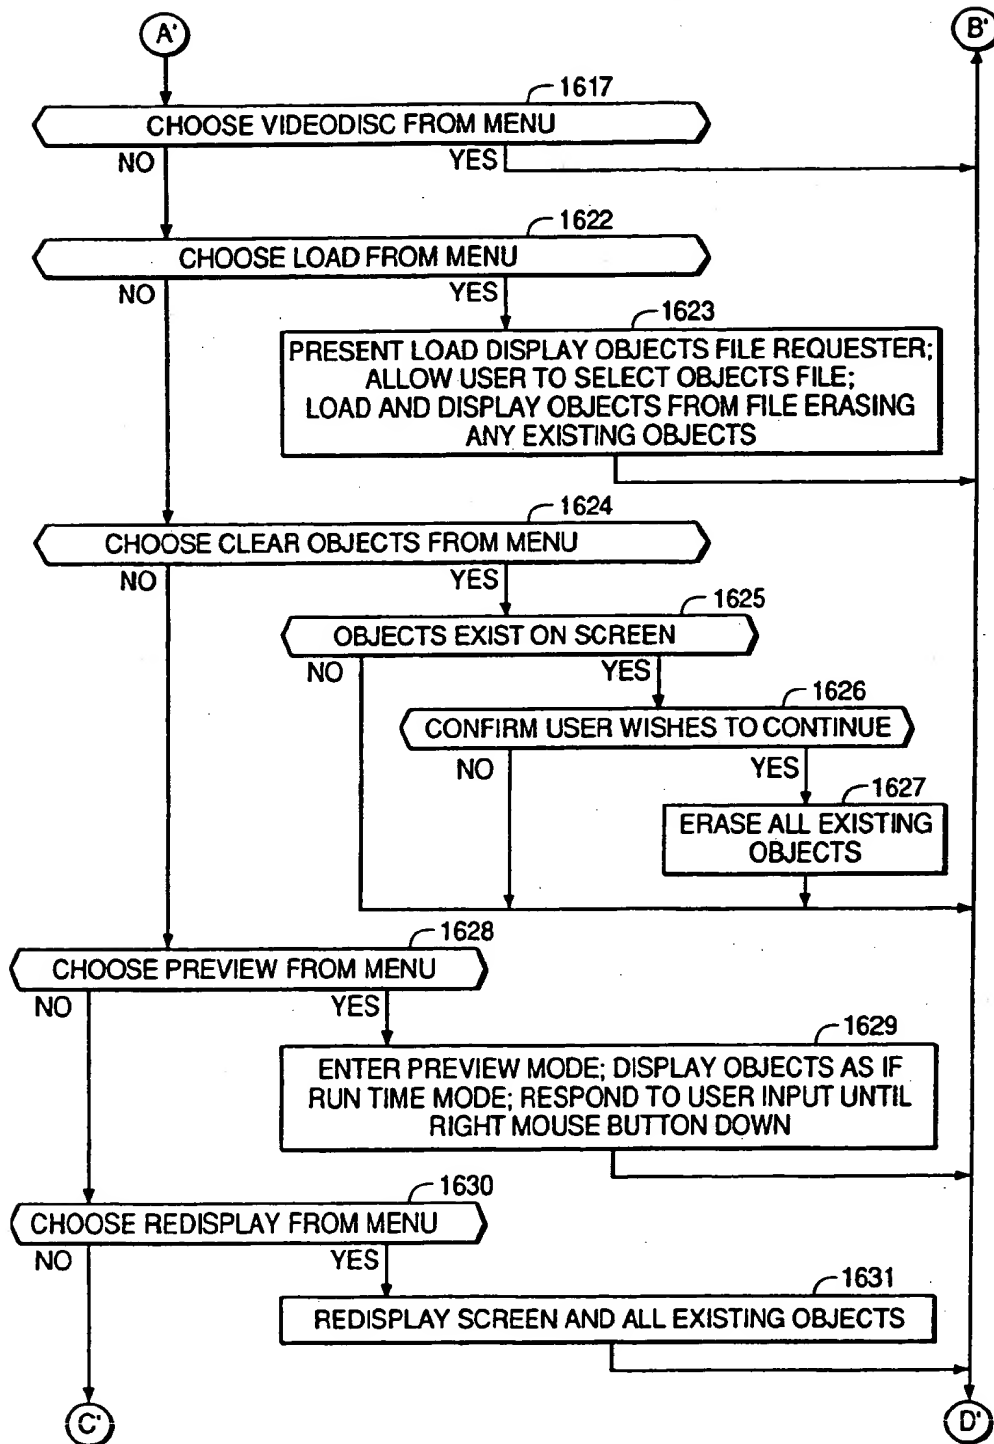 A'
B'
1617
CHOOSE VIDEODISC FROM MENU
NO
YES
1622
CHOOSE LOAD FROM MENU
NO
YES
1623
PRESENT LOAD DISPLAY OBJECTS FILE REQUESTER;
ALLOW USER TO SELECT OBJECTS FILE;
LOAD AND DISPLAY OBJECTS FROM FILE ERASING
ANY EXISTING OBJECTS
1624
CHOOSE CLEAR OBJECTS FROM MENU
NO
YES
1625
OBJECTS EXIST ON SCREEN
NO
YES
1626
CONFIRM USER WISHES TO CONTINUE
NO
YES
1627
ERASE ALL EXISTING
OBJECTS
1628
CHOOSE PREVIEW FROM MENU
NO
YES
1629
ENTER PREVIEW MODE; DISPLAY OBJECTS AS IF
RUN TIME MODE; RESPOND TO USER INPUT UNTIL
RIGHT MOUSE BUTTON DOWN
1630
CHOOSE REDISPLAY FROM MENU
NO
YES
1631
REDISPLAY SCREEN AND ALL EXISTING OBJECTS
C'
D'